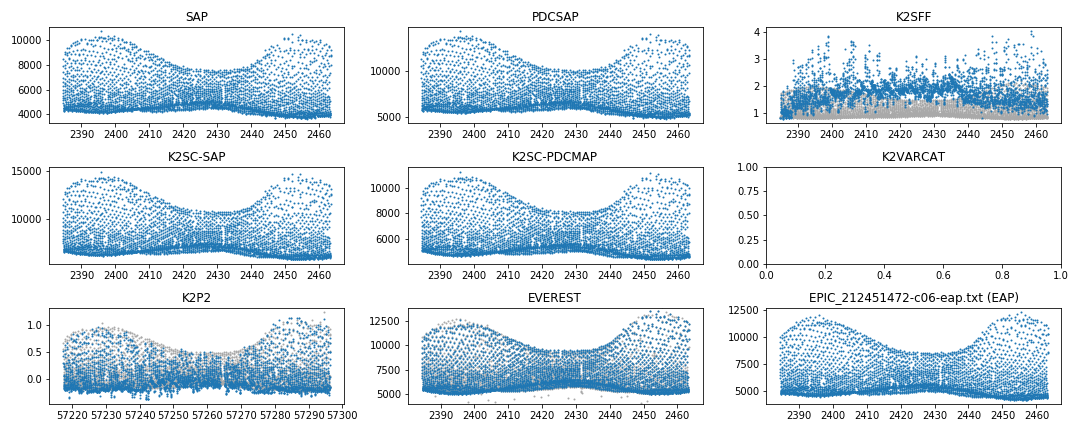 SAP PDCSAP K2SFF
10000 8000 6000 4000
2390 2400 2410 2420 2430 2440 2450 2460
10000 5000
2390 2400 2410 2420 2430 2440 2450 2460
4 3 2 1
2390 2400 2410 2420 2430 2440 2450 2460
K2SC-SAP K2SC-PDCMAP K2VARCAT
15000 10000
2390 2400 2410 2420 2430 2440 2450 2460
10000 8000 6000
2390 2400 2410 2420 2430 2440 2450 2460
1.00 0.75 0.50 0.25 0.00
0.0 0.2 0.4 0.6 0.8 1.0
K2P2 EVEREST EPIC_212451472-c06-eap.txt (EAP)
1.0 0.5 0.0
57220 57230 57240 57250 57260 57270 57280 57290 57300
12500 10000 7500 5000
2390 2400 2410 2420 2430 2440 2450 2460
12500 10000 7500 5000
2390 2400 2410 2420 2430 2440 2450 2460